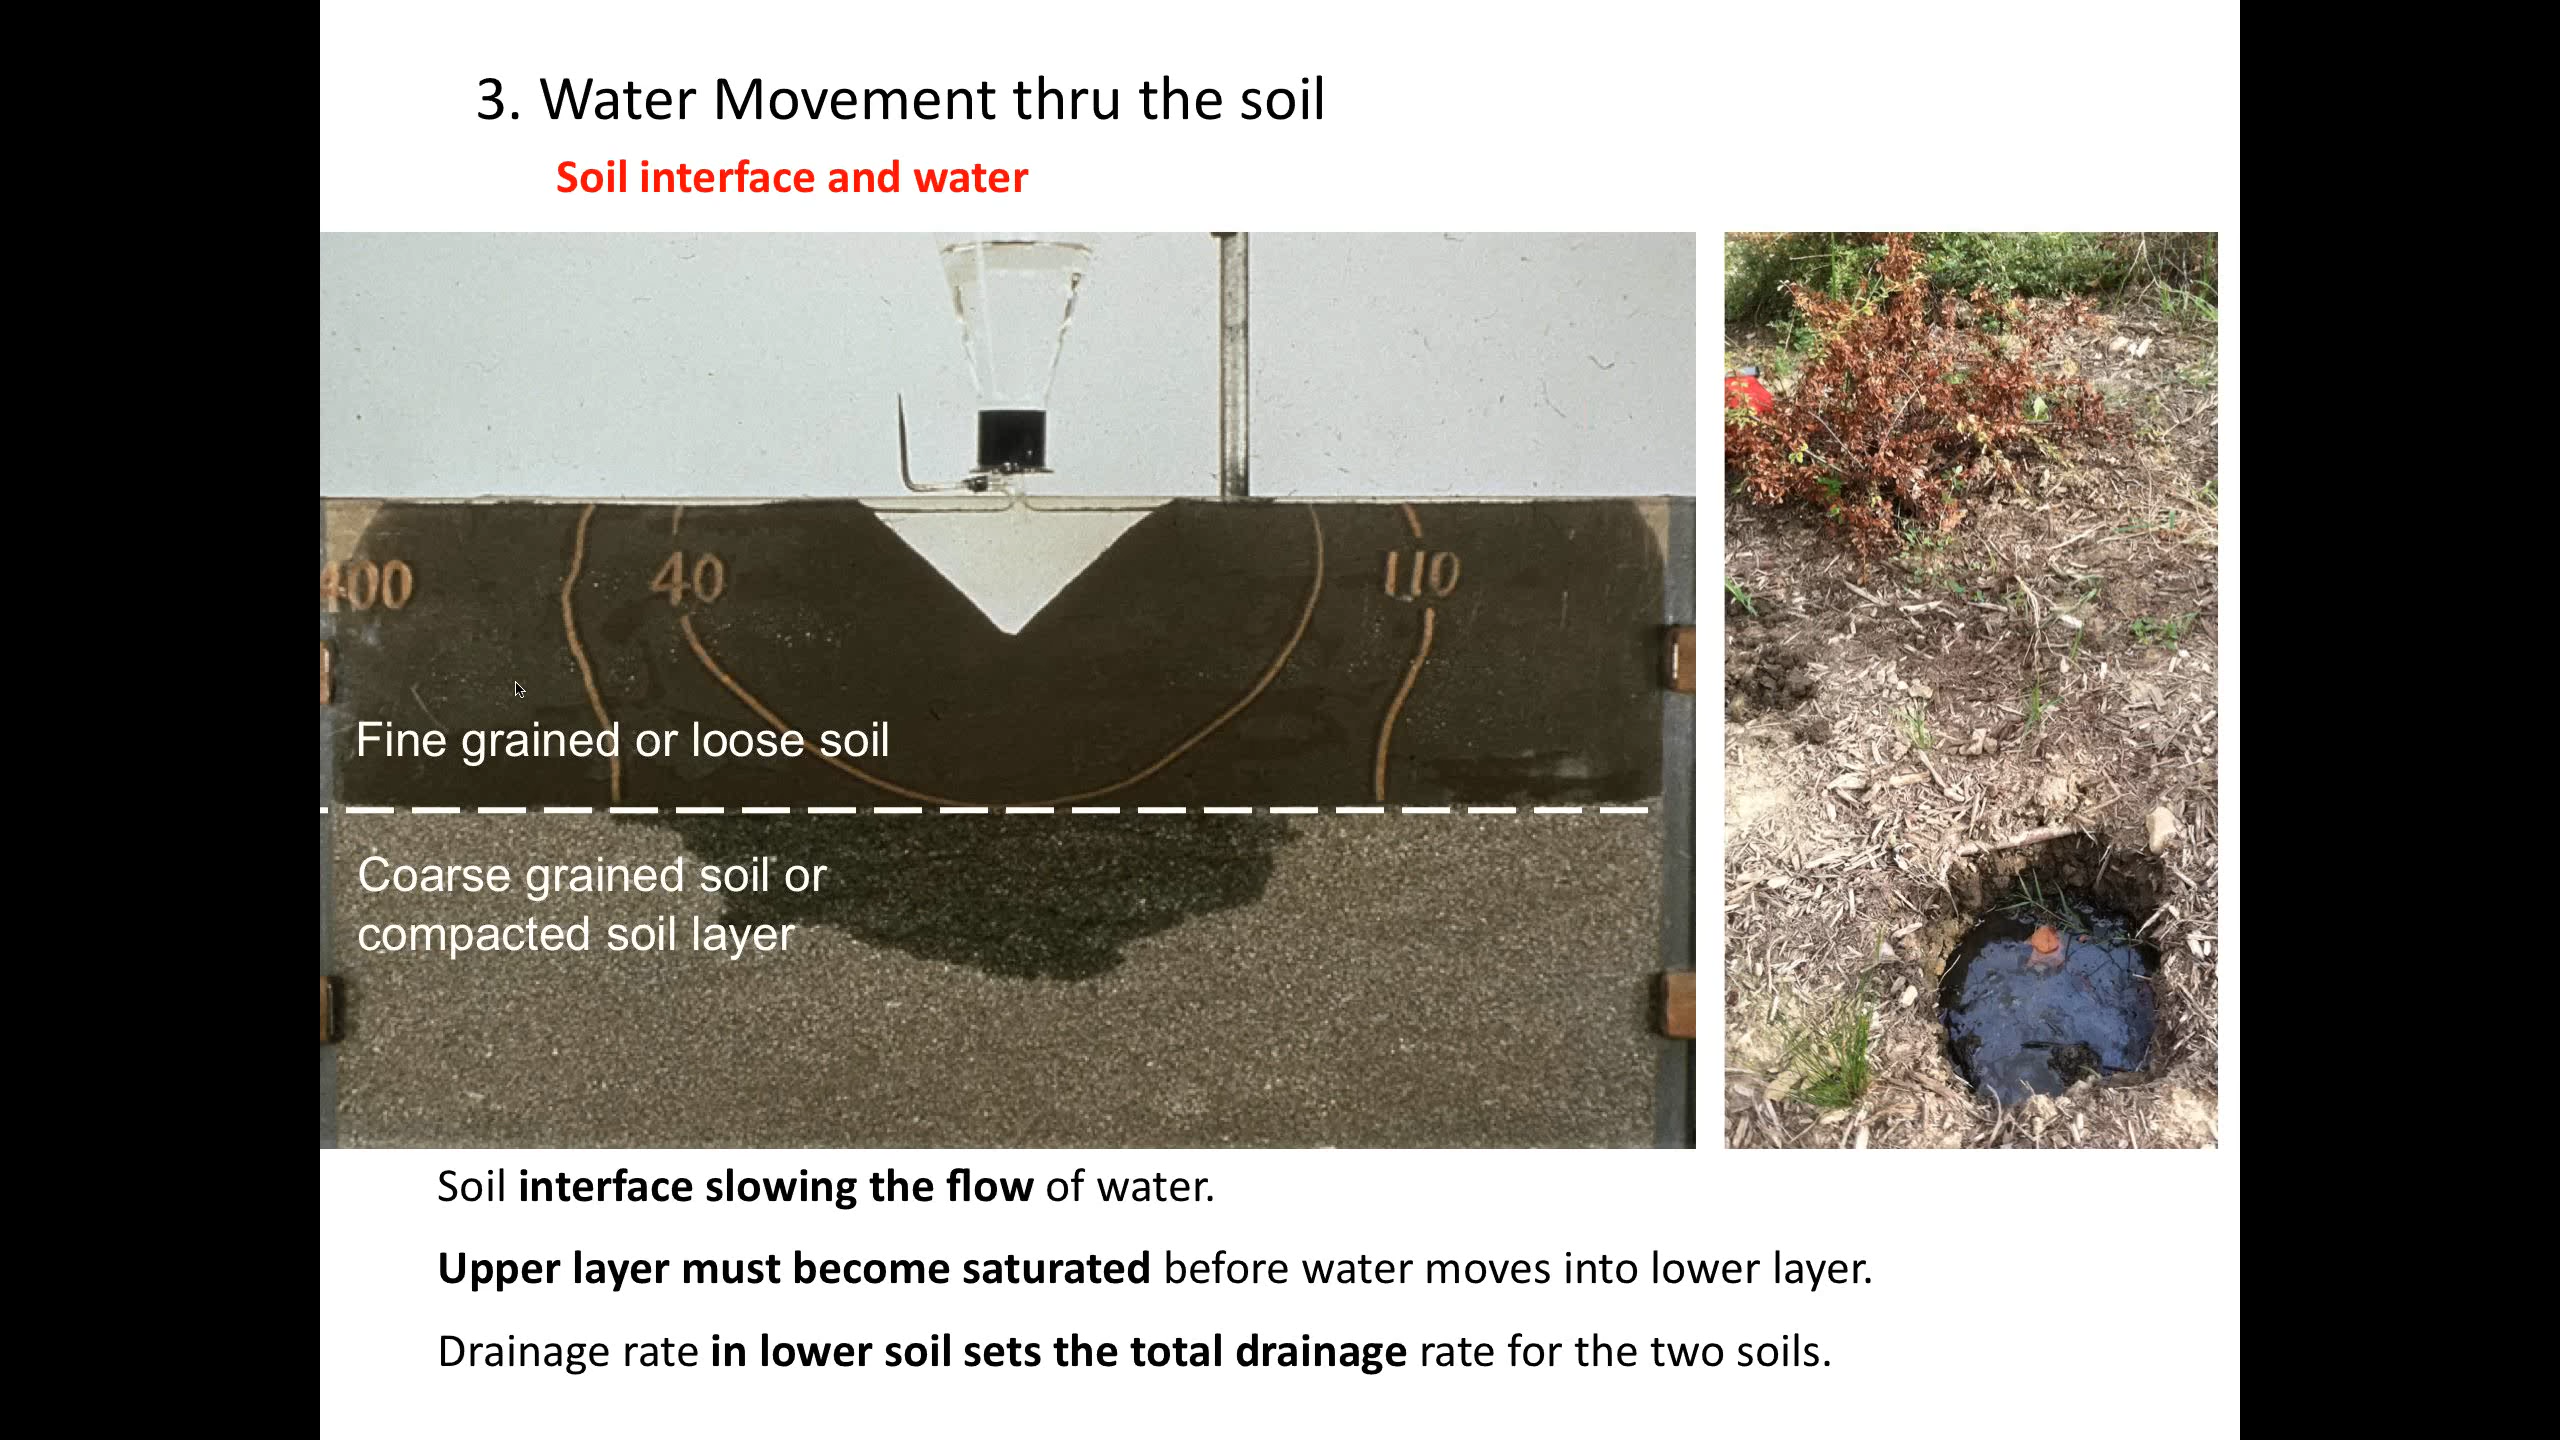 3. Water Movement thru the soil
Soil interface and water
400
40
110
Fine grained or loose soil
Coarse grained soil or
compacted soil layer
Soil interface slowing the flow of water.
Upper layer must become saturated before water moves into lower layer.
Drainage rate in lower soil sets the total drainage rate for the two soils.